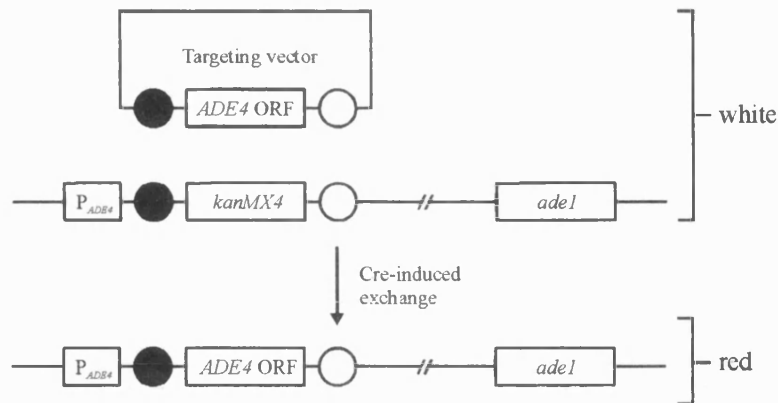 Targeting vector
ADE4 ORF
white
P_ADE4 kanMX4 ade1
Cre-induced
exchange
P_ADE4 ADE4 ORF ade1
red